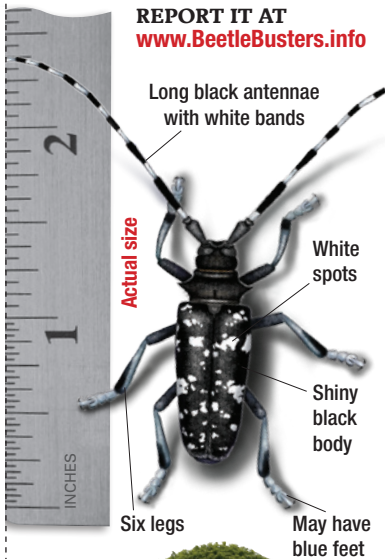 REPORT IT AT
www.BeetleBusters.info
Long black antennae
with white bands
2
Actual size
White
spots
1
Shiny
black
body
INCHES
Six legs
May have
blue feet